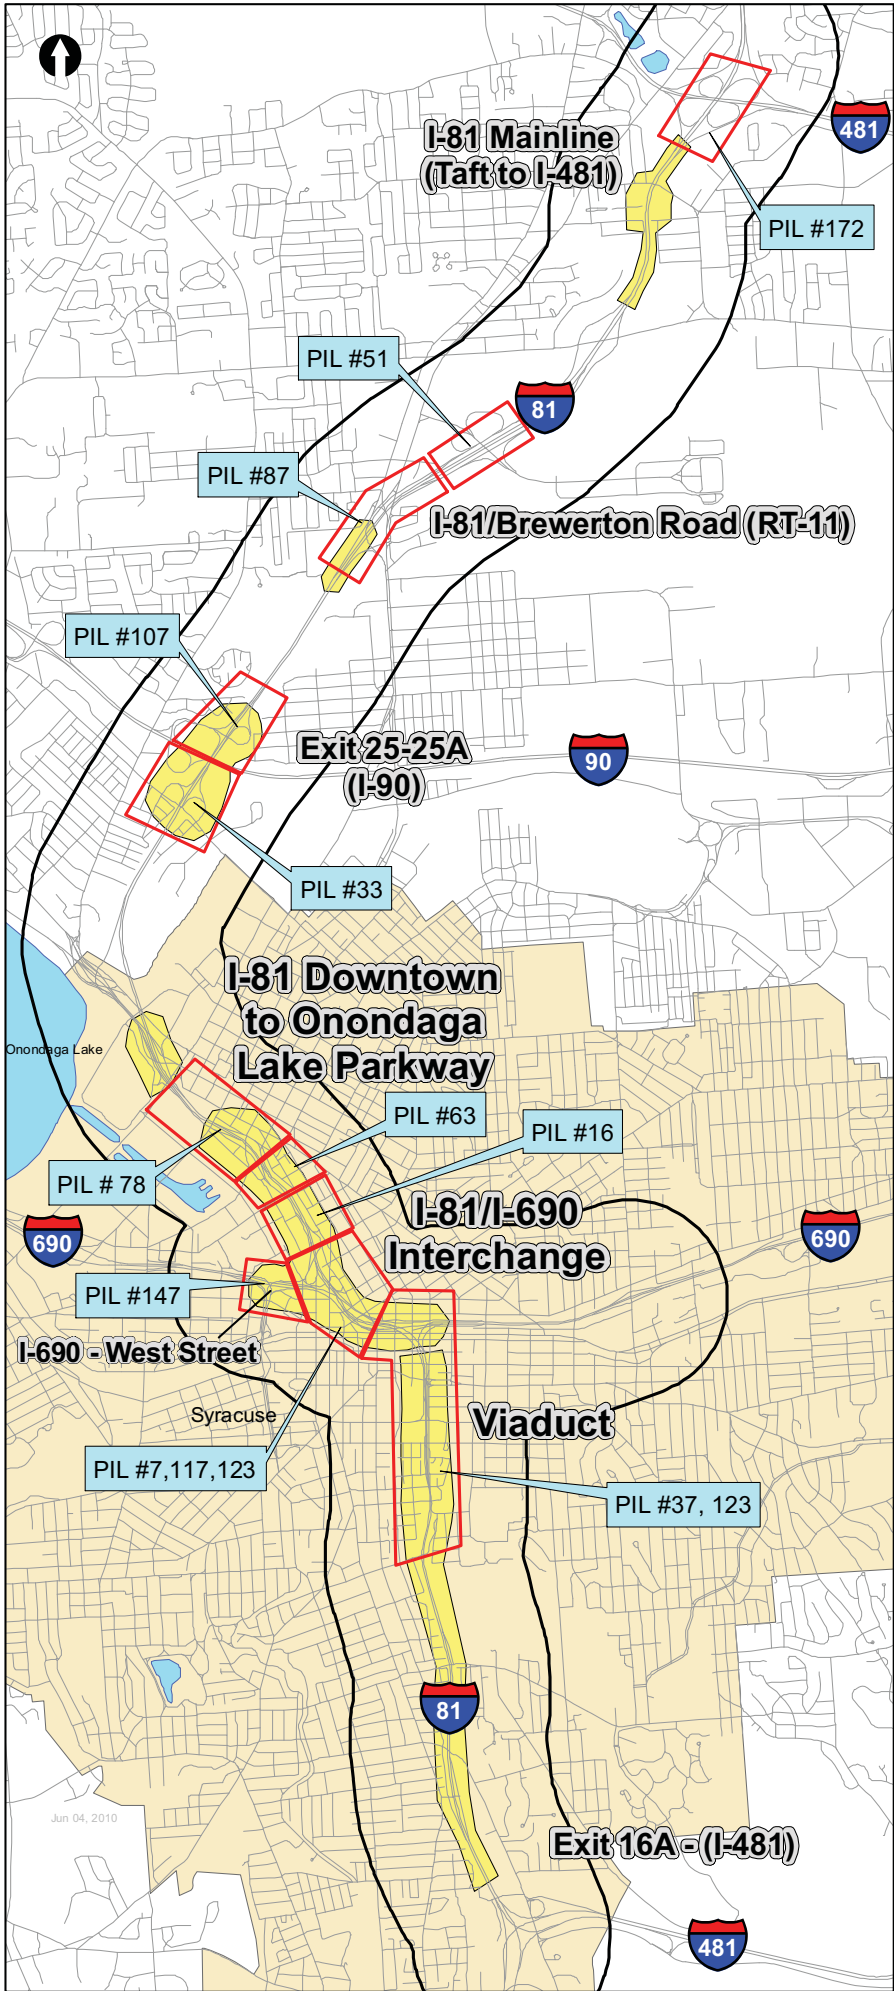 I-81 Mainline
(Taft to I-481)
481
PIL #172
PIL #51
81
PIL #87
I-81/Brewerton Road (RT-11)
PIL #107
Exit 25-25A
(I-90)
90
PIL #33
I-81 Downtown
to Onondaga
Lake Parkway
Onondaga Lake
PIL #63
PIL #16
PIL # 78
I-81/I-690
Interchange
690
690
PIL #147
I-690 - West Street
Syracuse
Viaduct
PIL #7,117,123
PIL #37, 123
81
Jun 04, 2010
Exit 16A - (I-481)
481